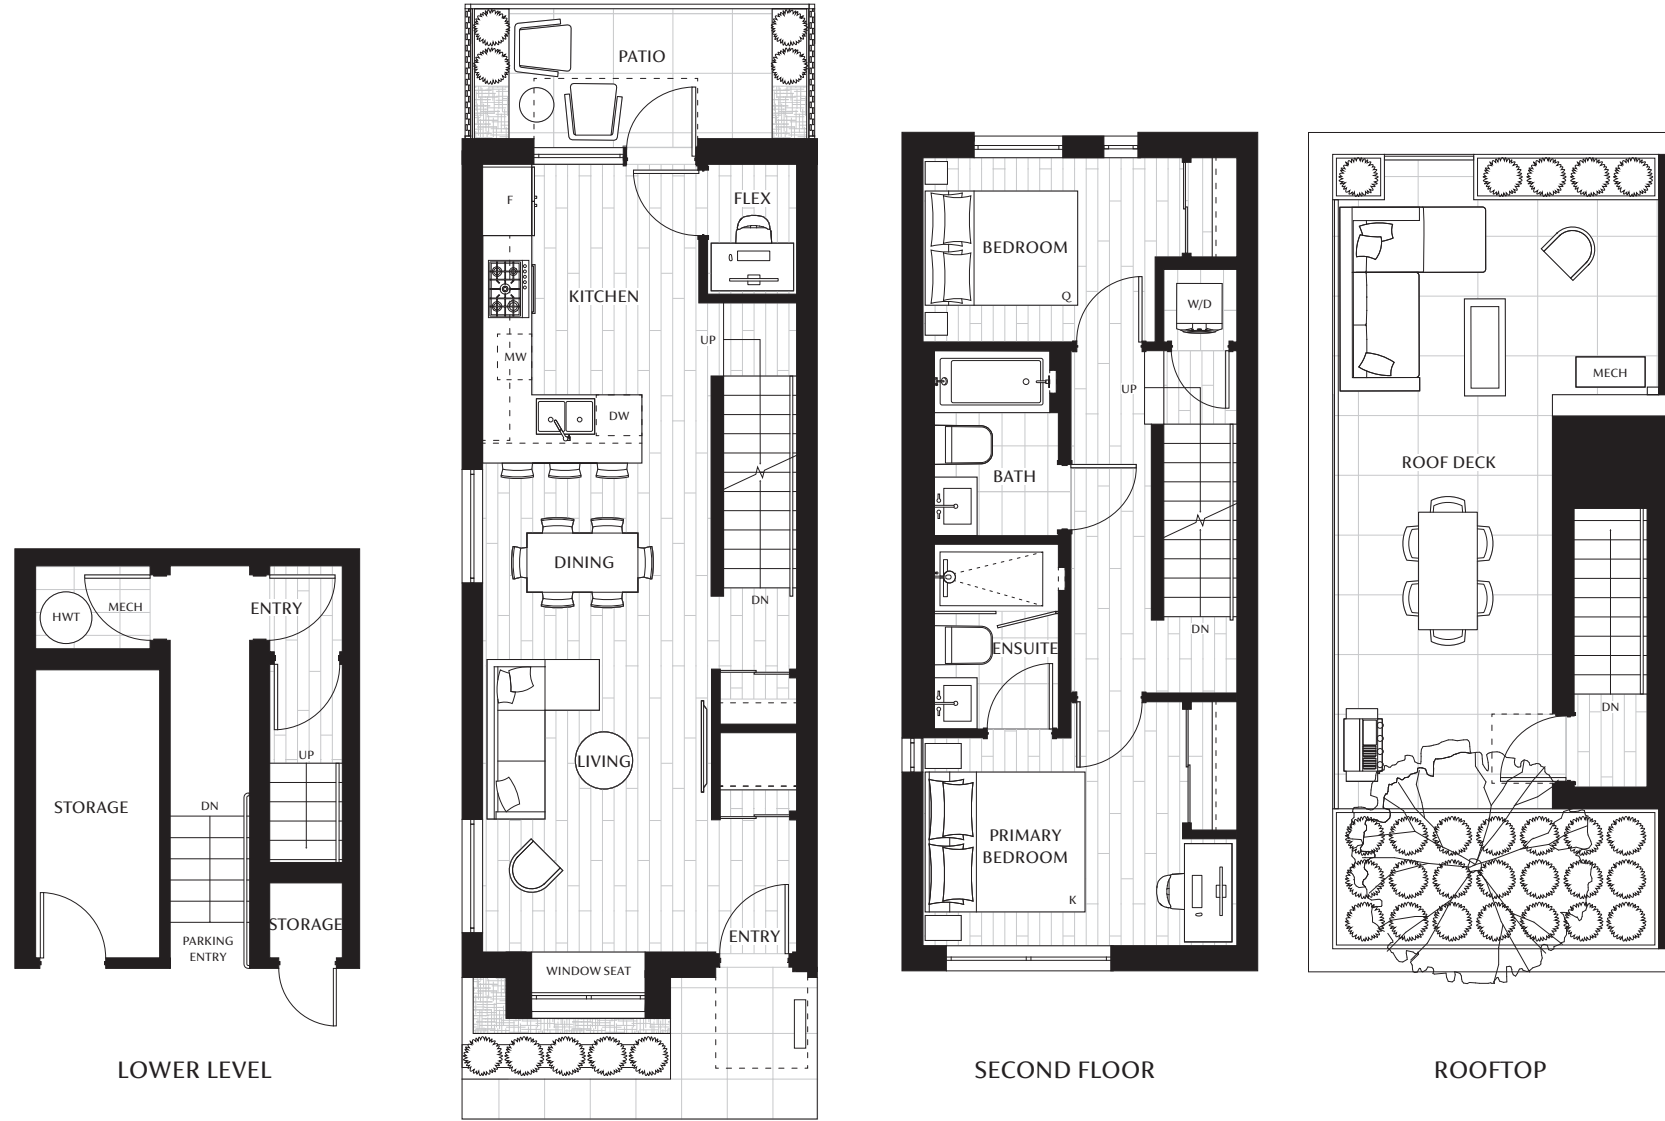 HWT
MECH
ENTRY
UP
STORAGE
DN
PARKING
ENTRY
STORAGE
LOWER LEVEL
PATIO
F
FLEX
KITCHEN
UP
MW
DW
DINING
DN
LIVING
ENTRY
WINDOW SEAT
BEDROOM
Q
W/D
UP
BATH
DN
ENSUITE
PRIMARY
BEDROOM
K
SECOND FLOOR
MECH
ROOF DECK
DN
ROOFTOP